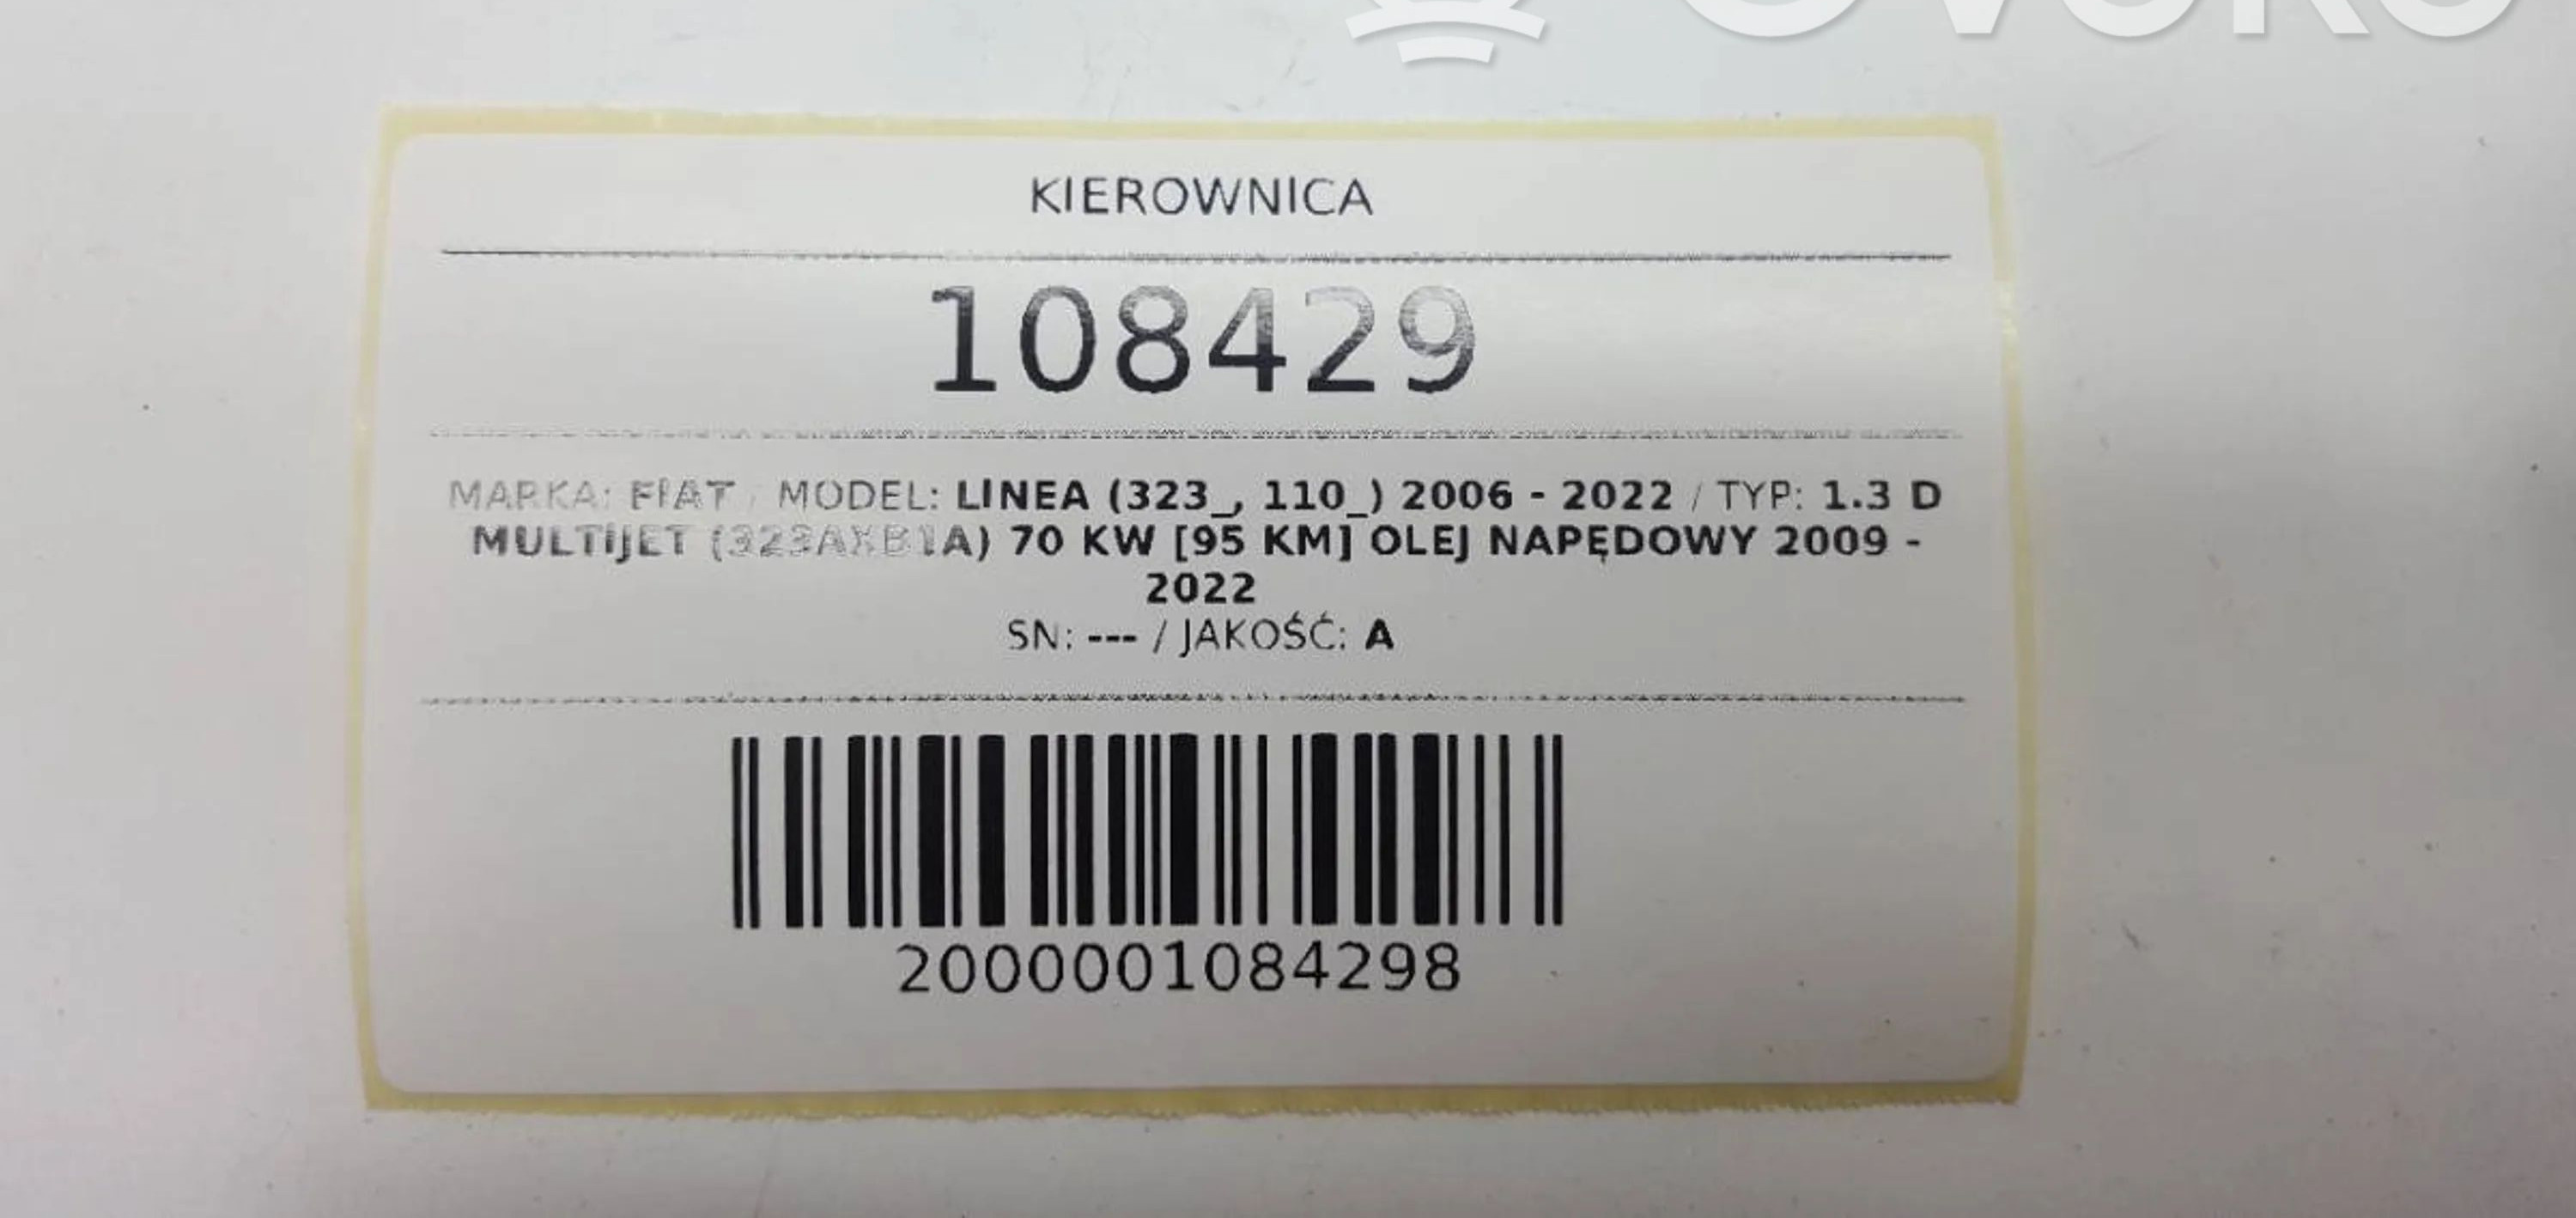 KIEROWNICA
108429
MARKA: FIAT / MODEL: LINEA (323_, 110_) 2006 - 2022 / TYP: 1.3 D
MULTIJET (323AXB1A) 70 KW [95 KM] OLEJ NAPĘDOWY 2009 -
2022
SN: --- / JAKOŚĆ: A
2000001084298